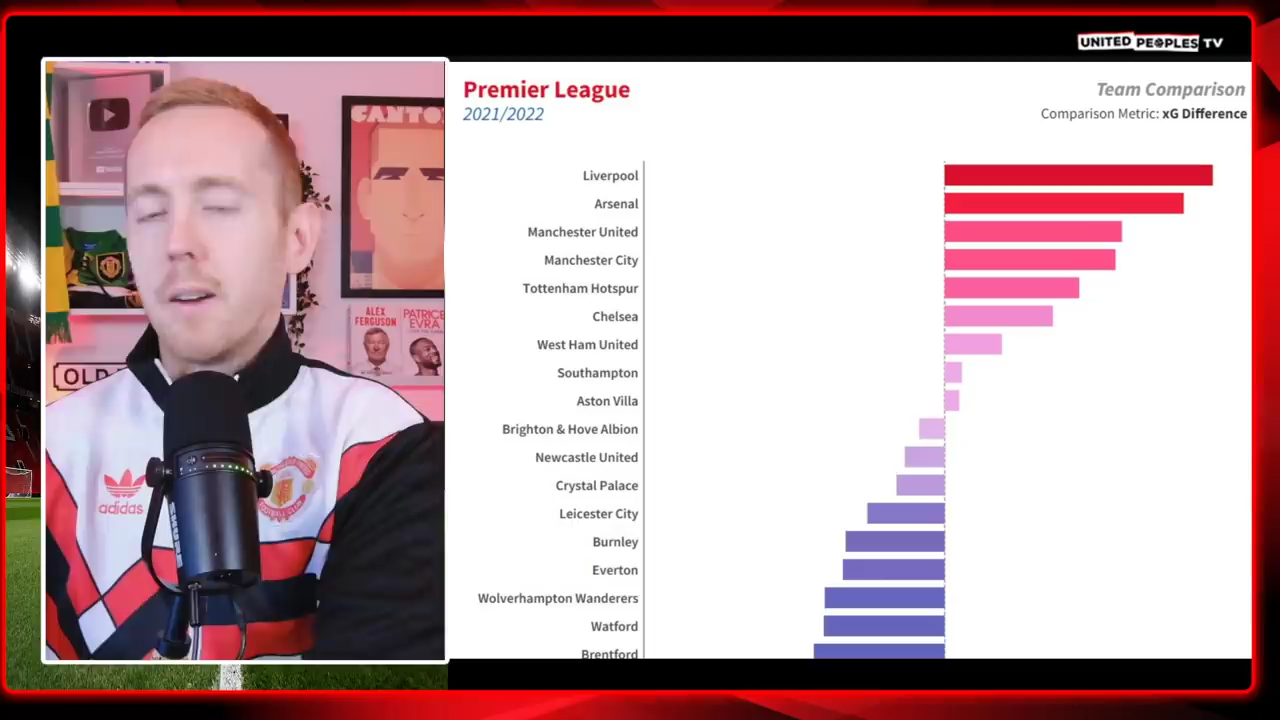 UNITED PEOPLES TV
CANTO
ALEX
FERGUSON
PATRICE
EVRA
OLD
adidas
SHURE
Premier League
2021/2022
Team Comparison
Comparison Metric: xG Difference
Liverpool
Arsenal
Manchester United
Manchester City
Tottenham Hotspur
Chelsea
West Ham United
Southampton
Aston Villa
Brighton & Hove Albion
Newcastle United
Crystal Palace
Leicester City
Burnley
Everton
Wolverhampton Wanderers
Watford
Brentford